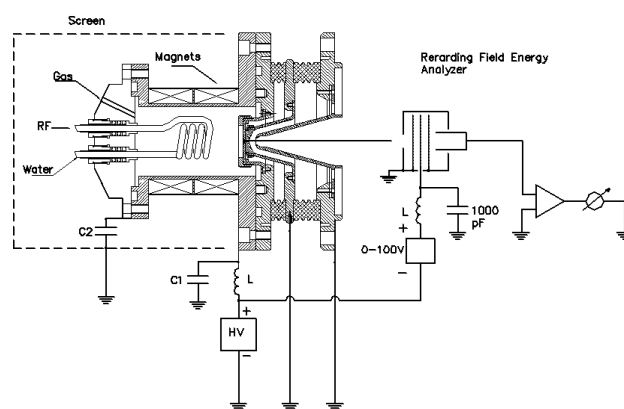 Screen
Magnets
Gas
RF
Water
C2
C1
L
+
HV
−
Rerarding Field Energy
Analyzer
L
+
0-100V
−
1000
pF